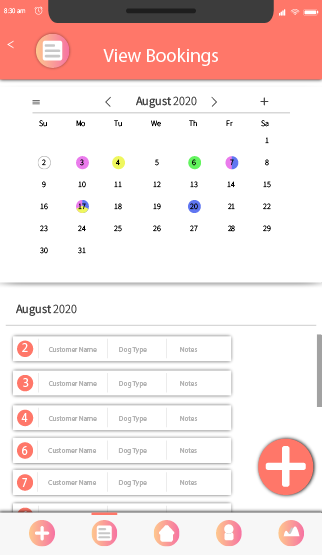 8:30 am
< View Bookings
< August 2020 > +
Su Mo Tu We Th Fr Sa
1
2 3 4 5 6 7 8
9 10 11 12 13 14 15
16 17 18 19 20 21 22
23 24 25 26 27 28 29
30 31
August 2020
2 Customer Name Dog Type Notes
3 Customer Name Dog Type Notes
4 Customer Name Dog Type Notes
6 Customer Name Dog Type Notes
7 Customer Name Dog Type Notes